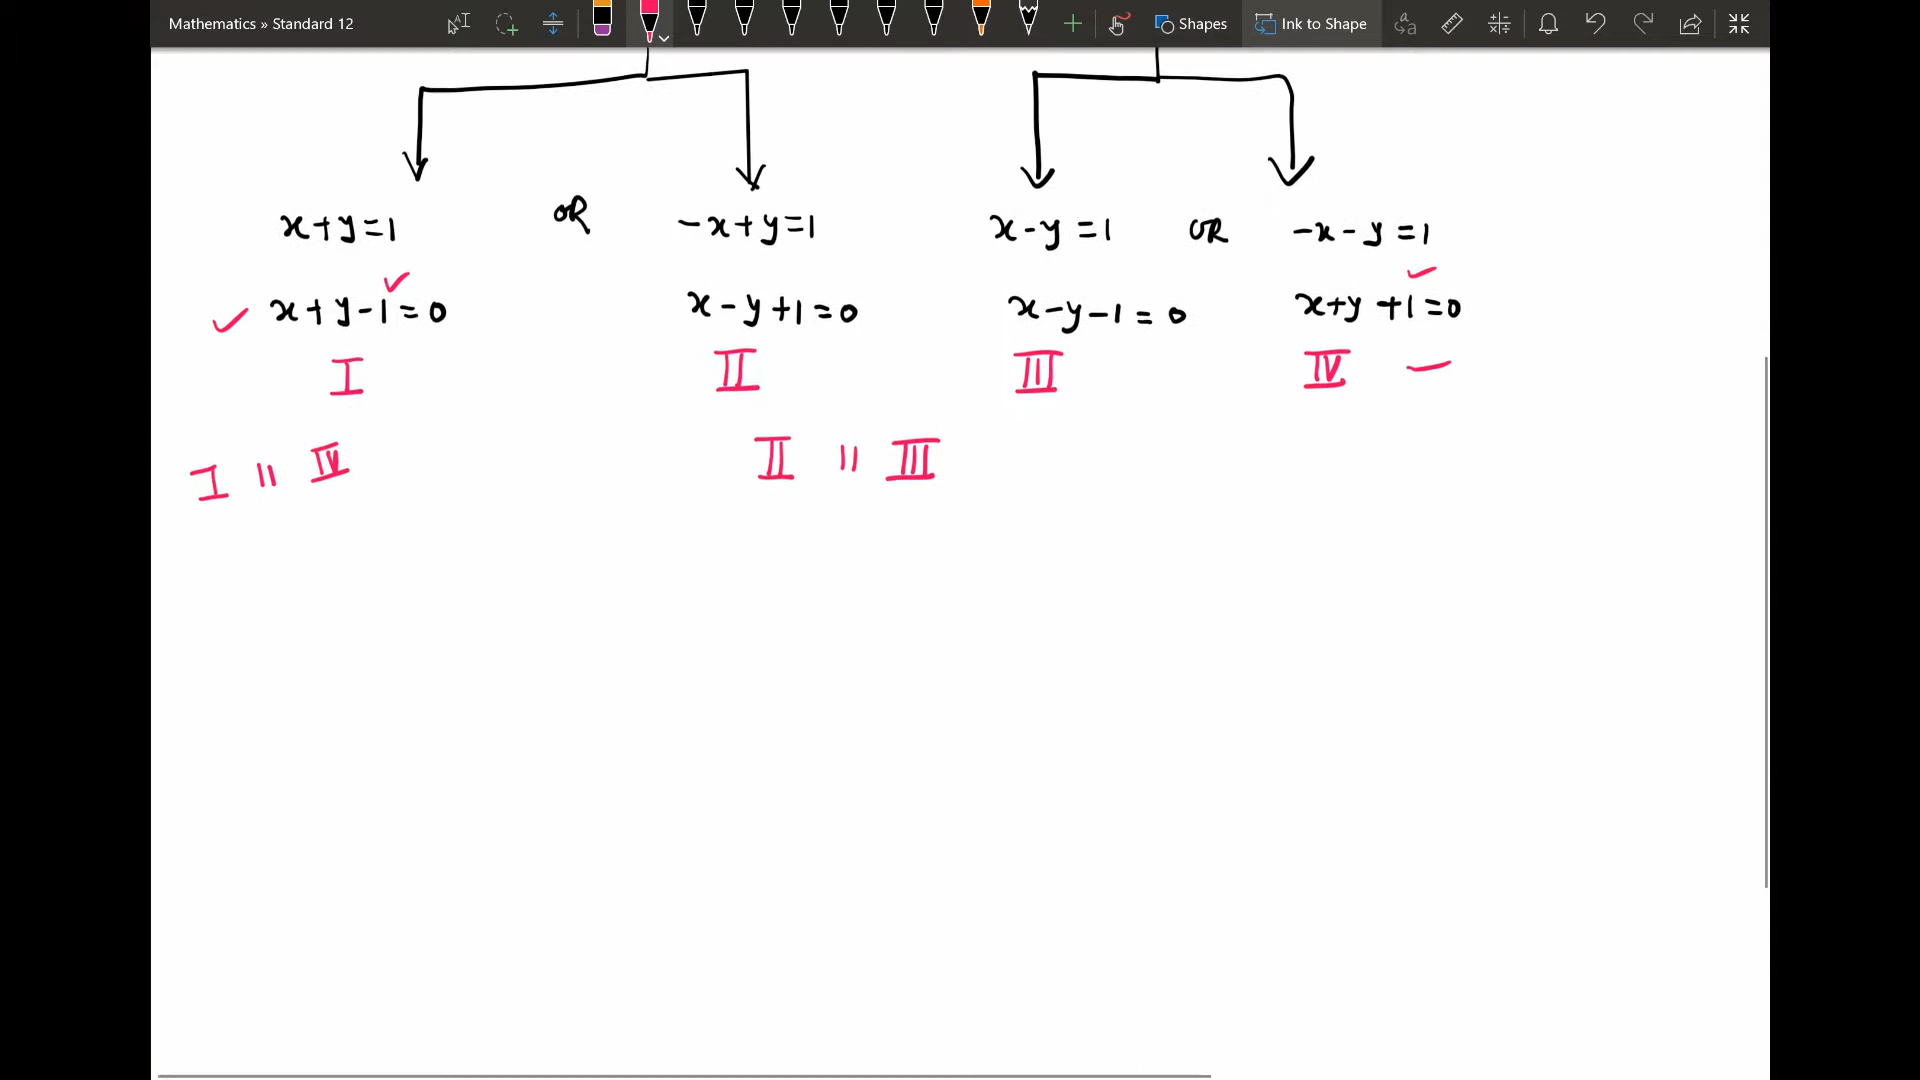 Mathematics » Standard 12
Shapes
Ink to Shape
x+y=1 OR -x+y=1 x-y=1 OR -x-y=1
x+y-1=0 x-y+1=0 x-y-1=0 x+y+1=0
I II III IV
I || IV II || III